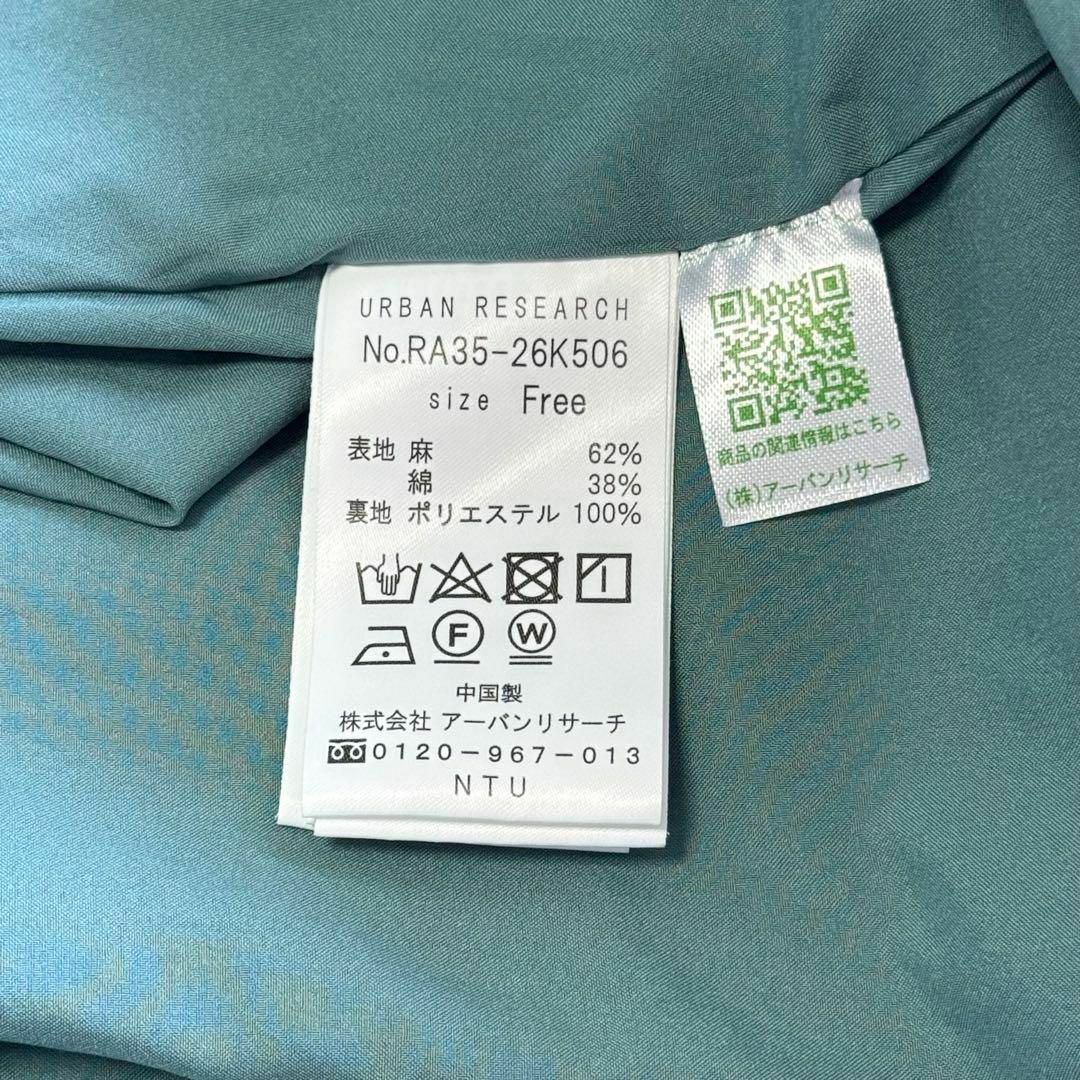 URBAN RESEARCH
No.RA35-26K506
size Free
表地 麻 62%
綿 38%
裏地 ポリエステル 100%
F W
中国製
株式会社 アーバンリサーチ
0120-967-013
NTU
商品の関連情報はこちら
(株)アーバンリサーチ